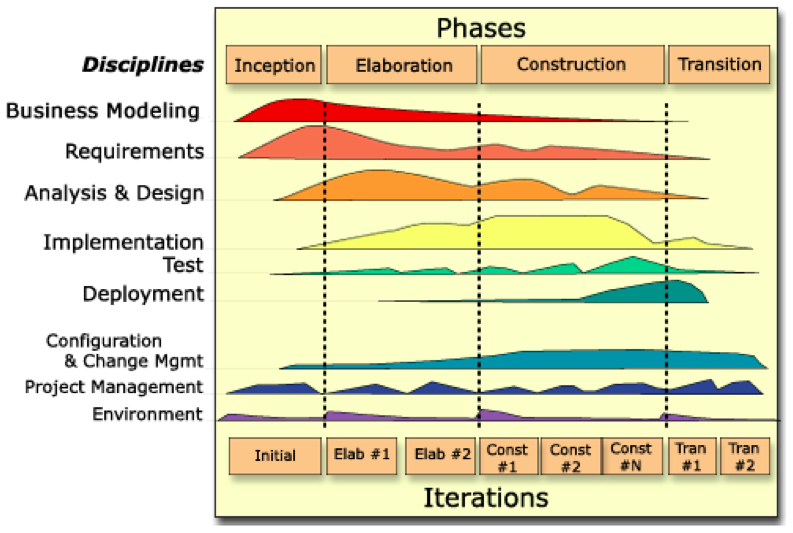 Phases
Disciplines
Inception
Elaboration
Construction
Transition
Business Modeling
Requirements
Analysis & Design
Implementation
Test
Deployment
Configuration
& Change Mgmt
Project Management
Environment
Initial
Elab #1
Elab #2
Const
#1
Const
#2
Const
#N
Tran
#1
Tran
#2
Iterations